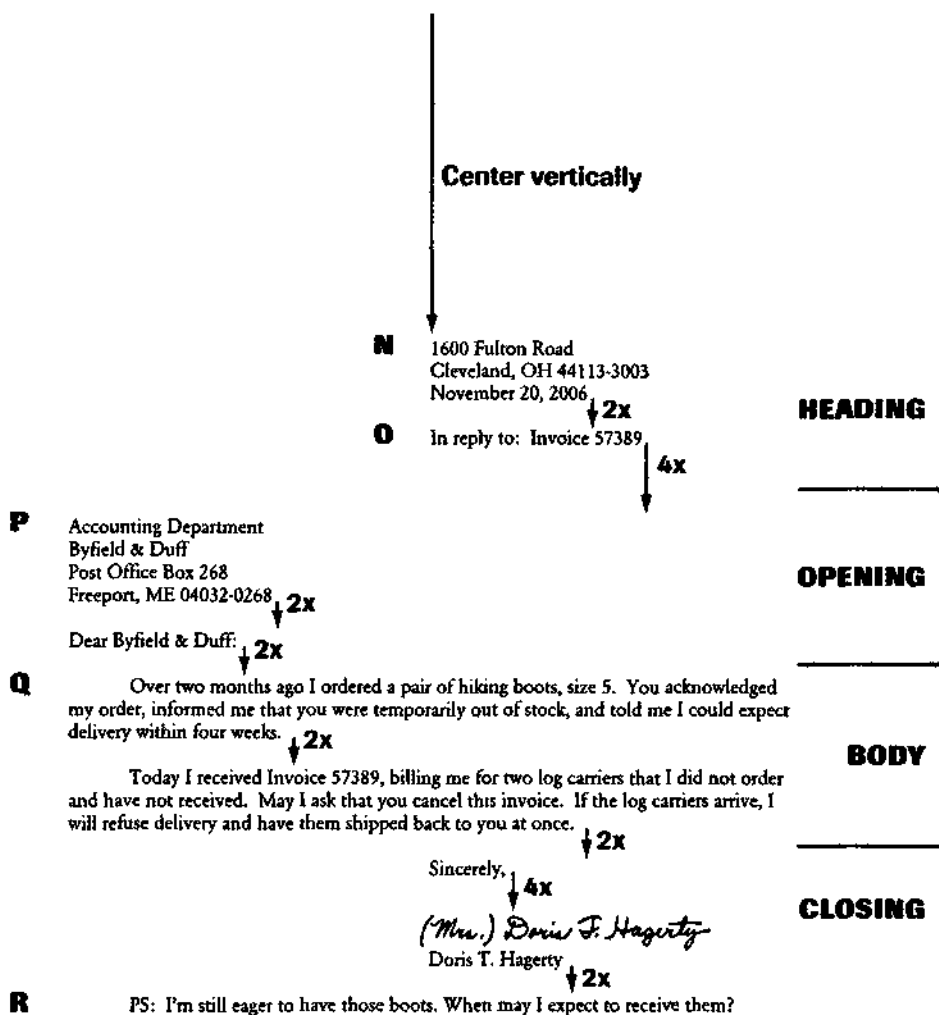 Center vertically
N 1600 Fulton Road
Cleveland, OH 44113-3003
November 20, 2006
2x
HEADING
O In reply to: Invoice 57389
4x
P Accounting Department
Byfield & Duff
Post Office Box 268
OPENING
Freeport, ME 04032-0268
2x
Dear Byfield & Duff:
2x
Q Over two months ago I ordered a pair of hiking boots, size 5. You acknowledged
my order, informed me that you were temporarily out of stock, and told me I could expect
delivery within four weeks.
2x
BODY
Today I received Invoice 57389, billing me for two log carriers that I did not order
and have not received. May I ask that you cancel this invoice. If the log carriers arrive, I
will refuse delivery and have them shipped back to you at once.
2x
Sincerely,
4x
CLOSING
(Mrs.) Doris F. Hagerty
Doris T. Hagerty
2x
R PS: I'm still eager to have those boots. When may I expect to receive them?